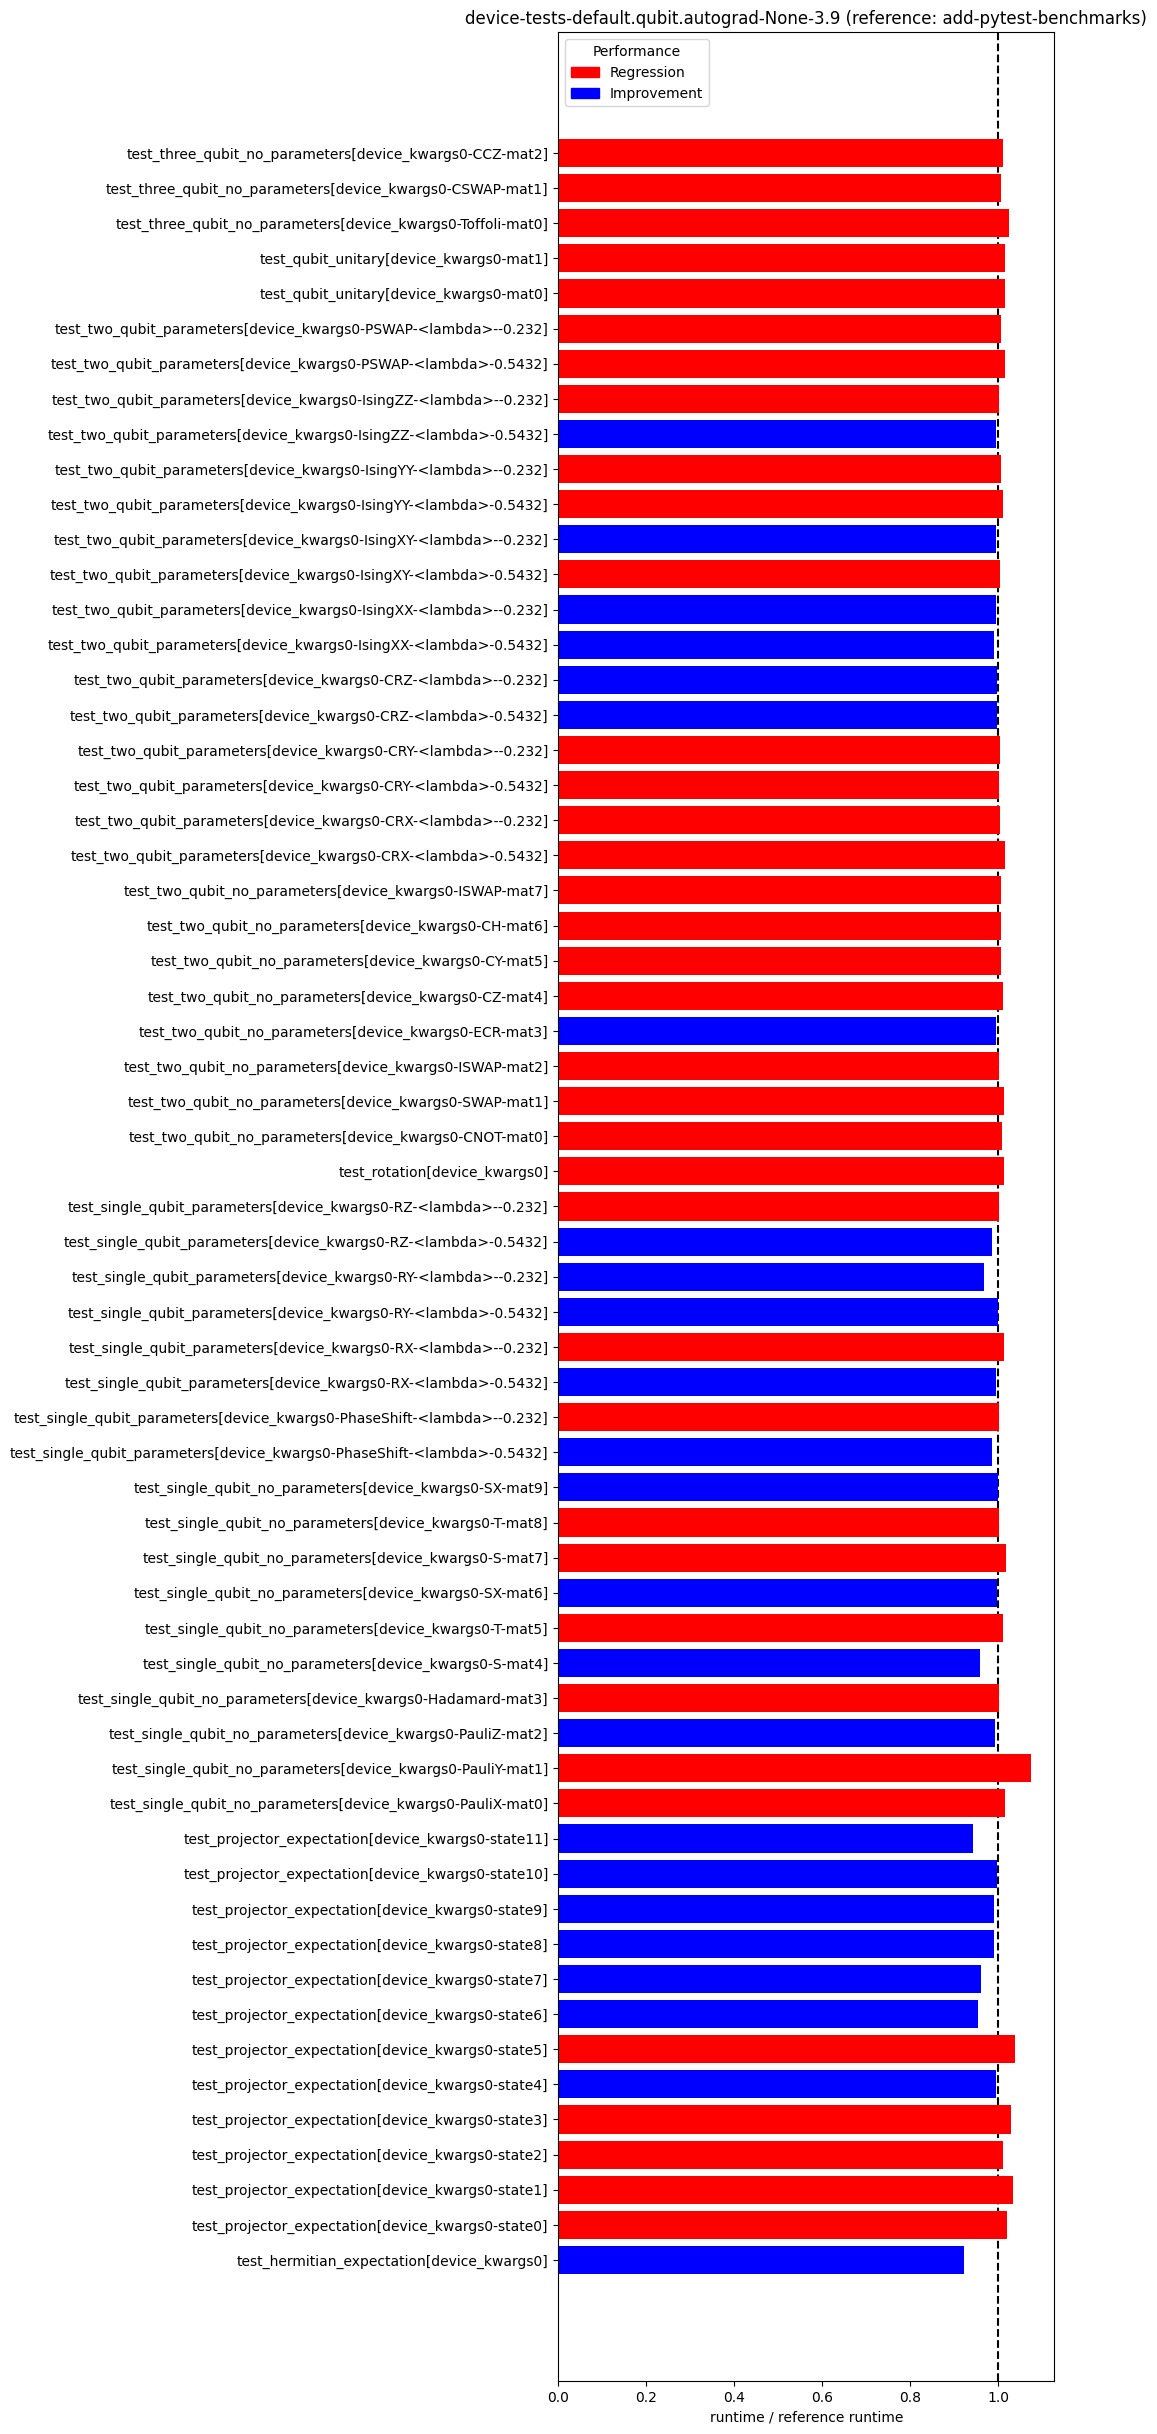 device-tests-default.qubit.autograd-None-3.9 (reference: add-pytest-benchmarks)
Performance
Regression
Improvement
test_three_qubit_no_parameters[device_kwargs0-CCZ-mat2]
test_three_qubit_no_parameters[device_kwargs0-CSWAP-mat1]
test_three_qubit_no_parameters[device_kwargs0-Toffoli-mat0]
test_qubit_unitary[device_kwargs0-mat1]
test_qubit_unitary[device_kwargs0-mat0]
test_two_qubit_parameters[device_kwargs0-PSWAP-<lambda>--0.232]
test_two_qubit_parameters[device_kwargs0-PSWAP-<lambda>-0.5432]
test_two_qubit_parameters[device_kwargs0-IsingZZ-<lambda>--0.232]
test_two_qubit_parameters[device_kwargs0-IsingZZ-<lambda>-0.5432]
test_two_qubit_parameters[device_kwargs0-IsingYY-<lambda>--0.232]
test_two_qubit_parameters[device_kwargs0-IsingYY-<lambda>-0.5432]
test_two_qubit_parameters[device_kwargs0-IsingXY-<lambda>--0.232]
test_two_qubit_parameters[device_kwargs0-IsingXY-<lambda>-0.5432]
test_two_qubit_parameters[device_kwargs0-IsingXX-<lambda>--0.232]
test_two_qubit_parameters[device_kwargs0-IsingXX-<lambda>-0.5432]
test_two_qubit_parameters[device_kwargs0-CRZ-<lambda>--0.232]
test_two_qubit_parameters[device_kwargs0-CRZ-<lambda>-0.5432]
test_two_qubit_parameters[device_kwargs0-CRY-<lambda>--0.232]
test_two_qubit_parameters[device_kwargs0-CRY-<lambda>-0.5432]
test_two_qubit_parameters[device_kwargs0-CRX-<lambda>--0.232]
test_two_qubit_parameters[device_kwargs0-CRX-<lambda>-0.5432]
test_two_qubit_no_parameters[device_kwargs0-ISWAP-mat7]
test_two_qubit_no_parameters[device_kwargs0-CH-mat6]
test_two_qubit_no_parameters[device_kwargs0-CY-mat5]
test_two_qubit_no_parameters[device_kwargs0-CZ-mat4]
test_two_qubit_no_parameters[device_kwargs0-ECR-mat3]
test_two_qubit_no_parameters[device_kwargs0-ISWAP-mat2]
test_two_qubit_no_parameters[device_kwargs0-SWAP-mat1]
test_two_qubit_no_parameters[device_kwargs0-CNOT-mat0]
test_rotation[device_kwargs0]
test_single_qubit_parameters[device_kwargs0-RZ-<lambda>--0.232]
test_single_qubit_parameters[device_kwargs0-RZ-<lambda>-0.5432]
test_single_qubit_parameters[device_kwargs0-RY-<lambda>--0.232]
test_single_qubit_parameters[device_kwargs0-RY-<lambda>-0.5432]
test_single_qubit_parameters[device_kwargs0-RX-<lambda>--0.232]
test_single_qubit_parameters[device_kwargs0-RX-<lambda>-0.5432]
test_single_qubit_parameters[device_kwargs0-PhaseShift-<lambda>--0.232]
test_single_qubit_parameters[device_kwargs0-PhaseShift-<lambda>-0.5432]
test_single_qubit_no_parameters[device_kwargs0-SX-mat9]
test_single_qubit_no_parameters[device_kwargs0-T-mat8]
test_single_qubit_no_parameters[device_kwargs0-S-mat7]
test_single_qubit_no_parameters[device_kwargs0-SX-mat6]
test_single_qubit_no_parameters[device_kwargs0-T-mat5]
test_single_qubit_no_parameters[device_kwargs0-S-mat4]
test_single_qubit_no_parameters[device_kwargs0-Hadamard-mat3]
test_single_qubit_no_parameters[device_kwargs0-PauliZ-mat2]
test_single_qubit_no_parameters[device_kwargs0-PauliY-mat1]
test_single_qubit_no_parameters[device_kwargs0-PauliX-mat0]
test_projector_expectation[device_kwargs0-state11]
test_projector_expectation[device_kwargs0-state10]
test_projector_expectation[device_kwargs0-state9]
test_projector_expectation[device_kwargs0-state8]
test_projector_expectation[device_kwargs0-state7]
test_projector_expectation[device_kwargs0-state6]
test_projector_expectation[device_kwargs0-state5]
test_projector_expectation[device_kwargs0-state4]
test_projector_expectation[device_kwargs0-state3]
test_projector_expectation[device_kwargs0-state2]
test_projector_expectation[device_kwargs0-state1]
test_projector_expectation[device_kwargs0-state0]
test_hermitian_expectation[device_kwargs0]
0.0 0.2 0.4 0.6 0.8 1.0
runtime / reference runtime